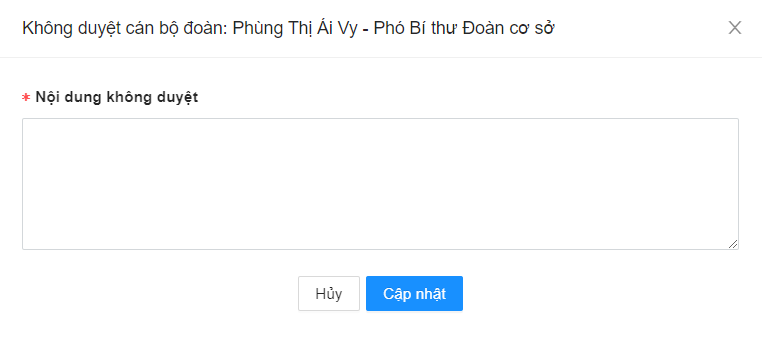 Không duyệt cán bộ đoàn: Phùng Thị Ái Vy - Phó Bí thư Đoàn cơ sở
* Nội dung không duyệt
Hủy
Cập nhật